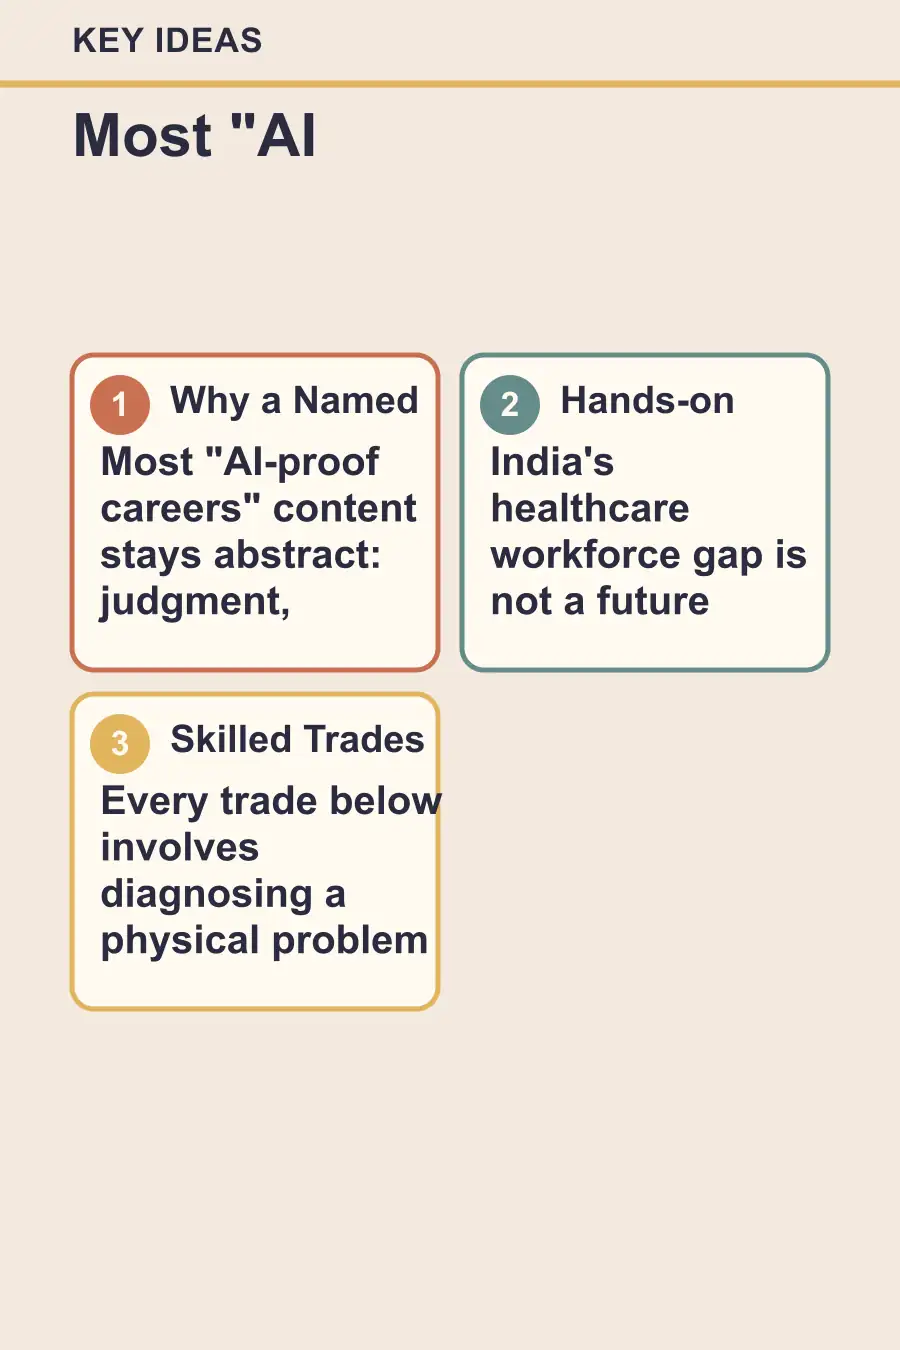 KEY IDEAS
Most "AI
1 Why a Named
Most "AI-proof
careers" content
stays abstract:
judgment,
2 Hands-on
India's
healthcare
workforce gap is
not a future
3 Skilled Trades
Every trade below
involves
diagnosing a
physical problem